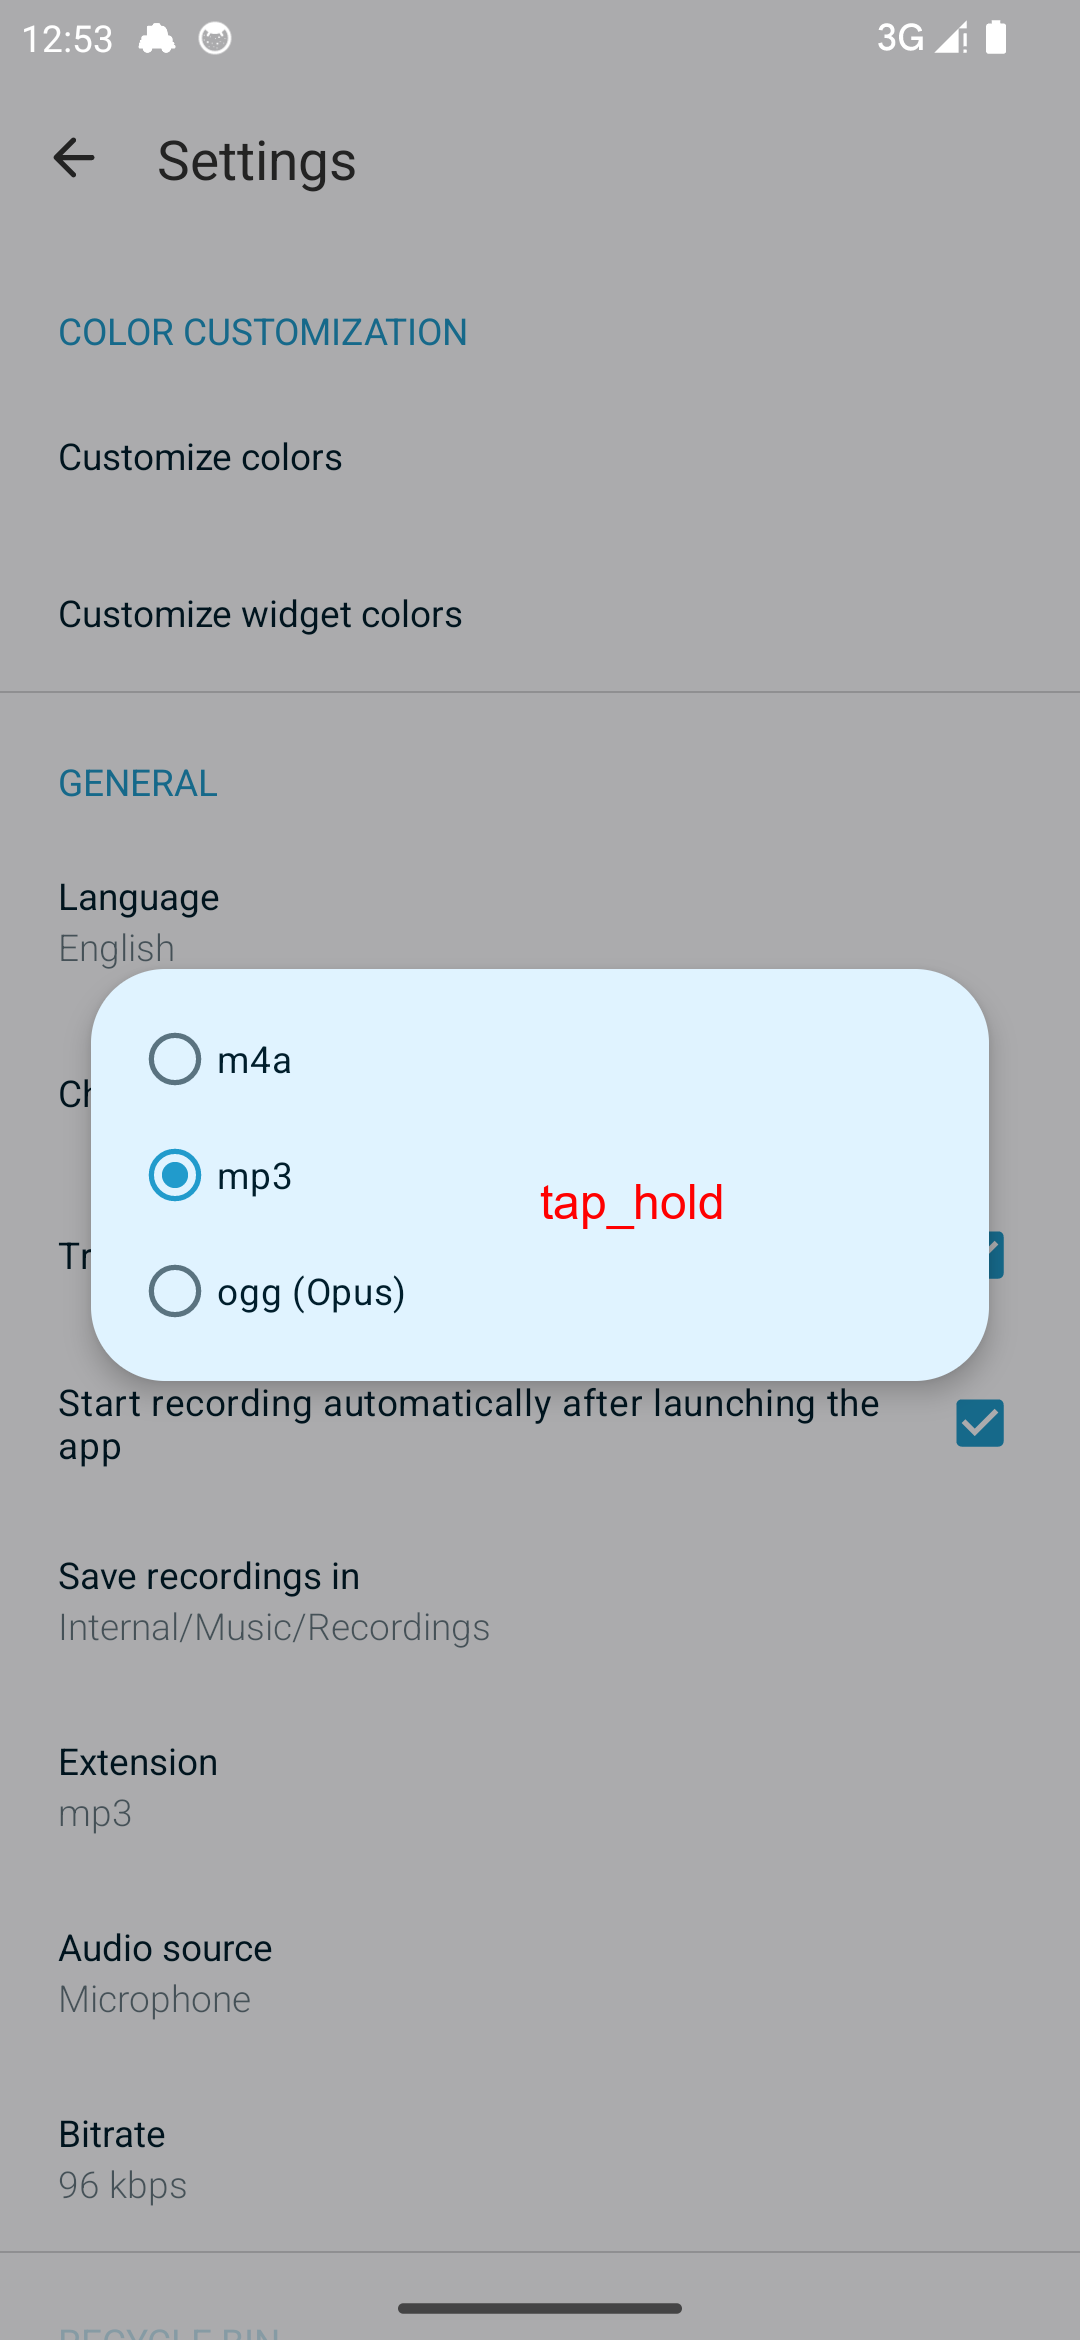 12:53 3G
Settings
COLOR CUSTOMIZATION
Customize colors
Customize widget colors
GENERAL
Language
English
m4a
Ch
mp3
tap_hold
Tr
ogg (Opus)
Start recording automatically after launching the
app
Save recordings in
Internal/Music/Recordings
Extension
mp3
Audio source
Microphone
Bitrate
96 kbps
RECYCLE BIN